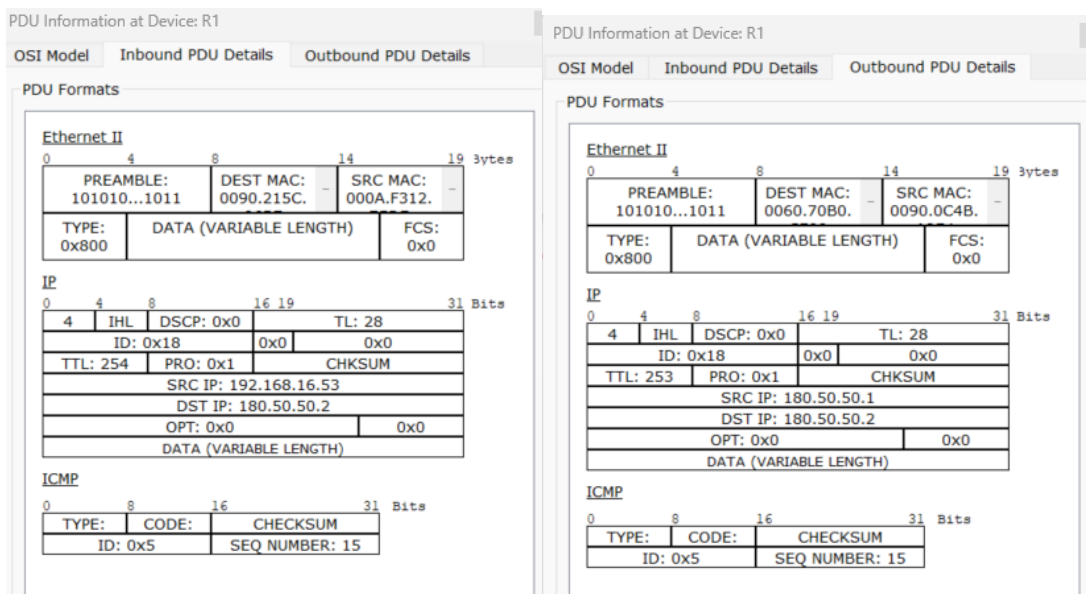 PDU Information at Device: R1
OSI Model Inbound PDU Details Outbound PDU Details
PDU Formats
Ethernet II
0 4 8 14 19 Bytes
PREAMBLE: DEST MAC: SRC MAC:
101010...1011 0090.215C. 000A.F312.
TYPE: DATA (VARIABLE LENGTH) FCS:
0x800 0x0
IP
0 4 8 16 19 31 Bits
4 IHL DSCP: 0x0 TL: 28
ID: 0x18 0x0 0x0
TTL: 254 PRO: 0x1 CHKSUM
SRC IP: 192.168.16.53
DST IP: 180.50.50.2
OPT: 0x0 0x0
DATA (VARIABLE LENGTH)
ICMP
0 8 16 31 Bits
TYPE: CODE: CHECKSUM
ID: 0x5 SEQ NUMBER: 15
PDU Information at Device: R1
OSI Model Inbound PDU Details Outbound PDU Details
PDU Formats
Ethernet II
0 4 8 14 19 Bytes
PREAMBLE: DEST MAC: SRC MAC:
101010...1011 0060.70B0. 0090.0C4B.
TYPE: DATA (VARIABLE LENGTH) FCS:
0x800 0x0
IP
0 4 8 16 19 31 Bits
4 IHL DSCP: 0x0 TL: 28
ID: 0x18 0x0 0x0
TTL: 253 PRO: 0x1 CHKSUM
SRC IP: 180.50.50.1
DST IP: 180.50.50.2
OPT: 0x0 0x0
DATA (VARIABLE LENGTH)
ICMP
0 8 16 31 Bits
TYPE: CODE: CHECKSUM
ID: 0x5 SEQ NUMBER: 15